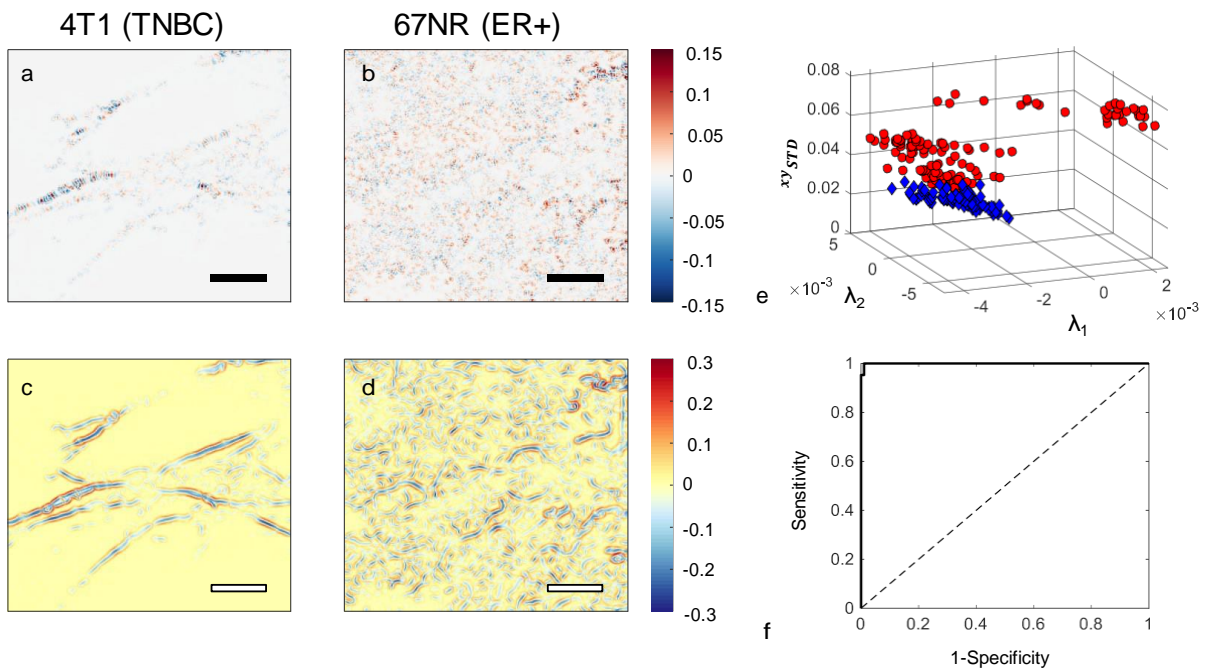 4T1 (TNBC)
67NR (ER+)
a
b
0.15
0.1
0.05
0
-0.05
-0.1
-0.15
c
d
0.3
0.2
0.1
0
-0.1
-0.2
-0.3
0.08
0.06
0.04
0.02
0
xy STD
5
0
-5
×10⁻³
λ₂
-4
-2
0
2
×10⁻³
λ₁
e
1
0.8
0.6
0.4
0.2
0
Sensitivity
0 0.2 0.4 0.6 0.8 1
f
1-Specificity